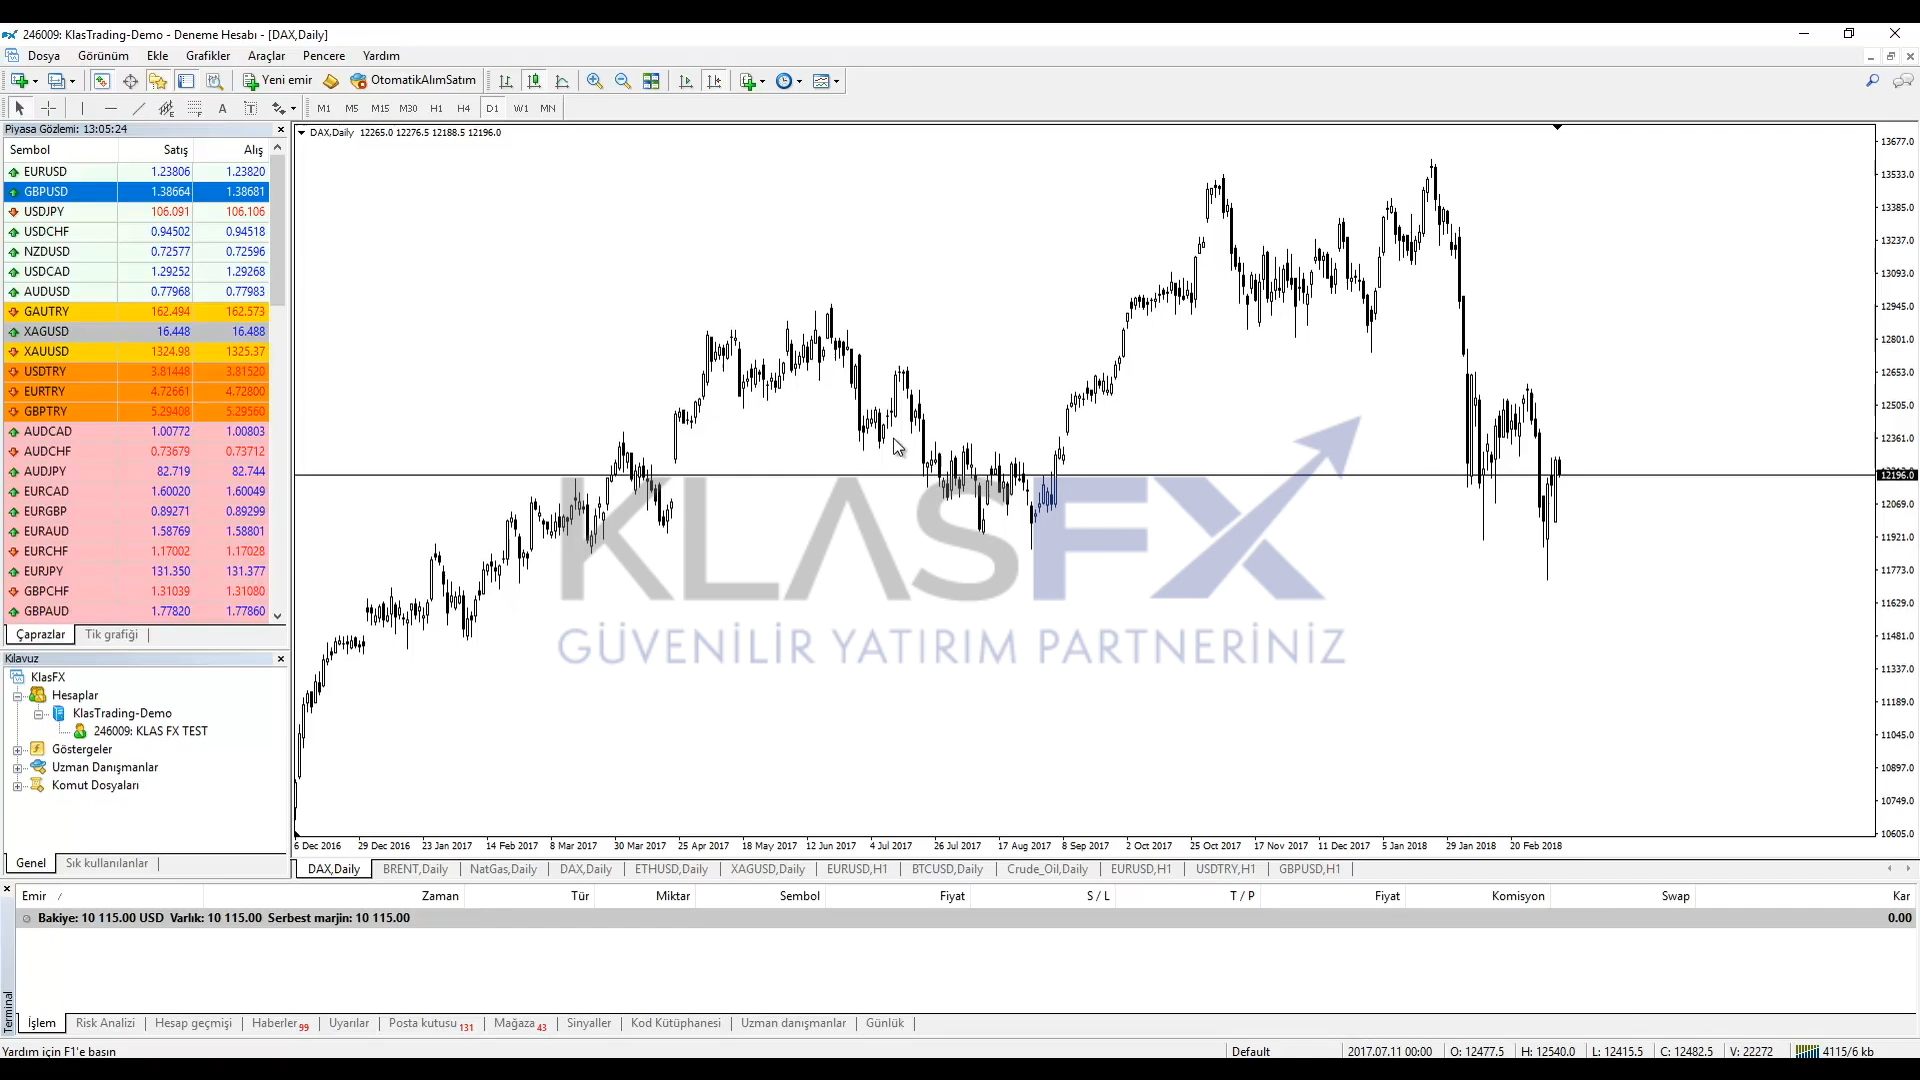 246009: KlasTrading-Demo - Deneme Hesabı - [DAX,Daily]
Dosya Görünüm Ekle Grafikler Araçlar Pencere Yardım
Yeni emir OtomatikAlımSatım
A T M1 M5 M15 M30 H1 H4 D1 W1 MN
Piyasa Gözlemi: 13:05:24
Sembol Satış Alış
EURUSD 1.23806 1.23820
GBPUSD 1.38664 1.38681
USDJPY 106.091 106.106
USDCHF 0.94502 0.94518
NZDUSD 0.72577 0.72596
USDCAD 1.29252 1.29268
AUDUSD 0.77968 0.77983
GAUTRY 162.494 162.573
XAGUSD 16.448 16.488
XAUUSD 1324.98 1325.37
USDTRY 3.81448 3.81520
EURTRY 4.72661 4.72800
GBPTRY 5.29408 5.29560
AUDCAD 1.00772 1.00803
AUDCHF 0.73679 0.73712
AUDJPY 82.719 82.744
EURCAD 1.60020 1.60049
EURGBP 0.89271 0.89299
EURAUD 1.58769 1.58801
EURCHF 1.17002 1.17028
EURJPY 131.350 131.377
GBPCHF 1.31039 1.31080
GBPAUD 1.77820 1.77860
Çaprazlar Tik grafiği
Kılavuz
KlasFX
Hesaplar
KlasTrading-Demo
246009: KLAS FX TEST
Göstergeler
Uzman Danışmanlar
Komut Dosyaları
Genel Sık kullanılanlar
DAX,Daily 12265.0 12276.5 12188.5 12196.0
KLASFX
GÜVENİLİR YATIRIM PARTNERİNİZ
13677.0
13533.0
13385.0
13237.0
13093.0
12945.0
12801.0
12653.0
12505.0
12361.0
12196.0
12069.0
11921.0
11773.0
11629.0
11481.0
11337.0
11189.0
11045.0
10897.0
10749.0
10605.0
6 Dec 2016 29 Dec 2016 23 Jan 2017 14 Feb 2017 8 Mar 2017 30 Mar 2017 25 Apr 2017 18 May 2017 12 Jun 2017 4 Jul 2017 26 Jul 2017 17 Aug 2017 8 Sep 2017 2 Oct 2017 25 Oct 2017 17 Nov 2017 11 Dec 2017 5 Jan 2018 29 Jan 2018 20 Feb 2018
DAX,Daily BRENT,Daily NatGas,Daily DAX,Daily ETHUSD,Daily XAGUSD,Daily EURUSD,H1 BTCUSD,Daily Crude_Oil,Daily EURUSD,H1 USDTRY,H1 GBPUSD,H1
Emir / Zaman Tür Miktar Sembol Fiyat S / L T / P Fiyat Komisyon Swap Kar
Bakiye: 10 115.00 USD Varlık: 10 115.00 Serbest marjin: 10 115.00 0.00
Terminal
İşlem Risk Analizi Hesap geçmişi Haberler 99 Uyarılar Posta kutusu 131 Mağaza 43 Sinyaller Kod Kütüphanesi Uzman danışmanlar Günlük
Yardım için F1'e basın Default 2017.07.11 00:00 O: 12477.5 H: 12540.0 L: 12415.5 C: 12482.5 V: 22272 4115/6 kb